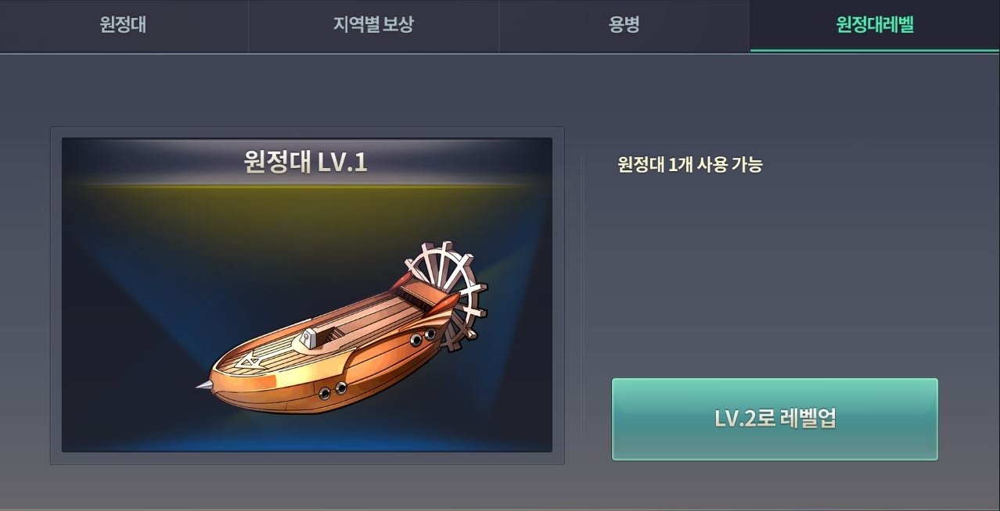 원정대
지역별 보상
용병
원정대레벨
원정대 LV.1
원정대 1개 사용 가능
LV.2로 레벨업